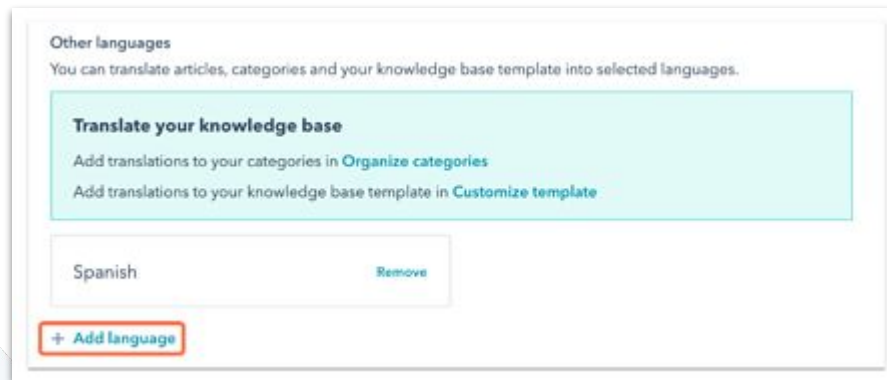 Other languages
You can translate articles, categories and your knowledge base template into selected languages.
Translate your knowledge base
Add translations to your categories in Organize categories
Add translations to your knowledge base template in Customize template
Spanish Remove
+ Add language